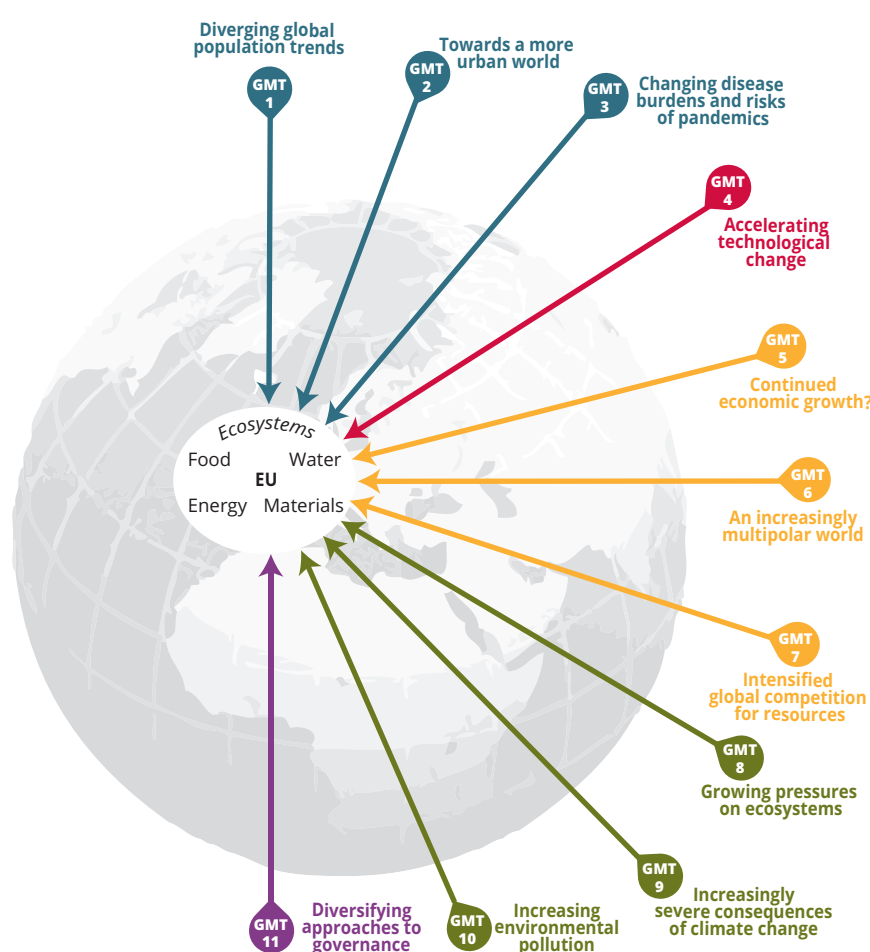 Diverging global
population trends
GMT
1
Towards a more
urban world
GMT
2
Changing disease
burdens and risks
of pandemics
GMT
3
GMT
4
Accelerating
technological
change
GMT
5
Continued
economic growth?
GMT
6
An increasingly
multipolar world
GMT
7
Intensified
global competition
for resources
GMT
8
Growing pressures
on ecosystems
GMT
9
Increasingly
severe consequences
of climate change
GMT
10
Increasing
environmental
pollution
GMT
11
Diversifying
approaches to
governance
Ecosystems
Food Water
EU
Energy Materials